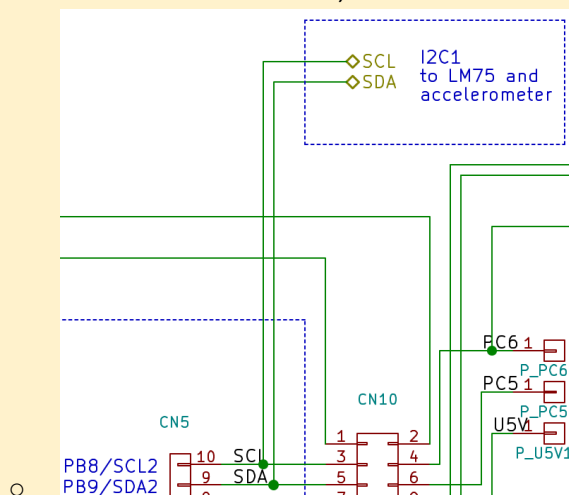 SCL
SDA
I2C1
to LM75 and
accelerometer
PC6 1
P_PC6
PC5 1
P_PC5
U5V 1
P_U5V1
CN10
CN5
1 2
3 4
5 6
PB8/SCL2 10 SCL
PB9/SDA2 9 SDA